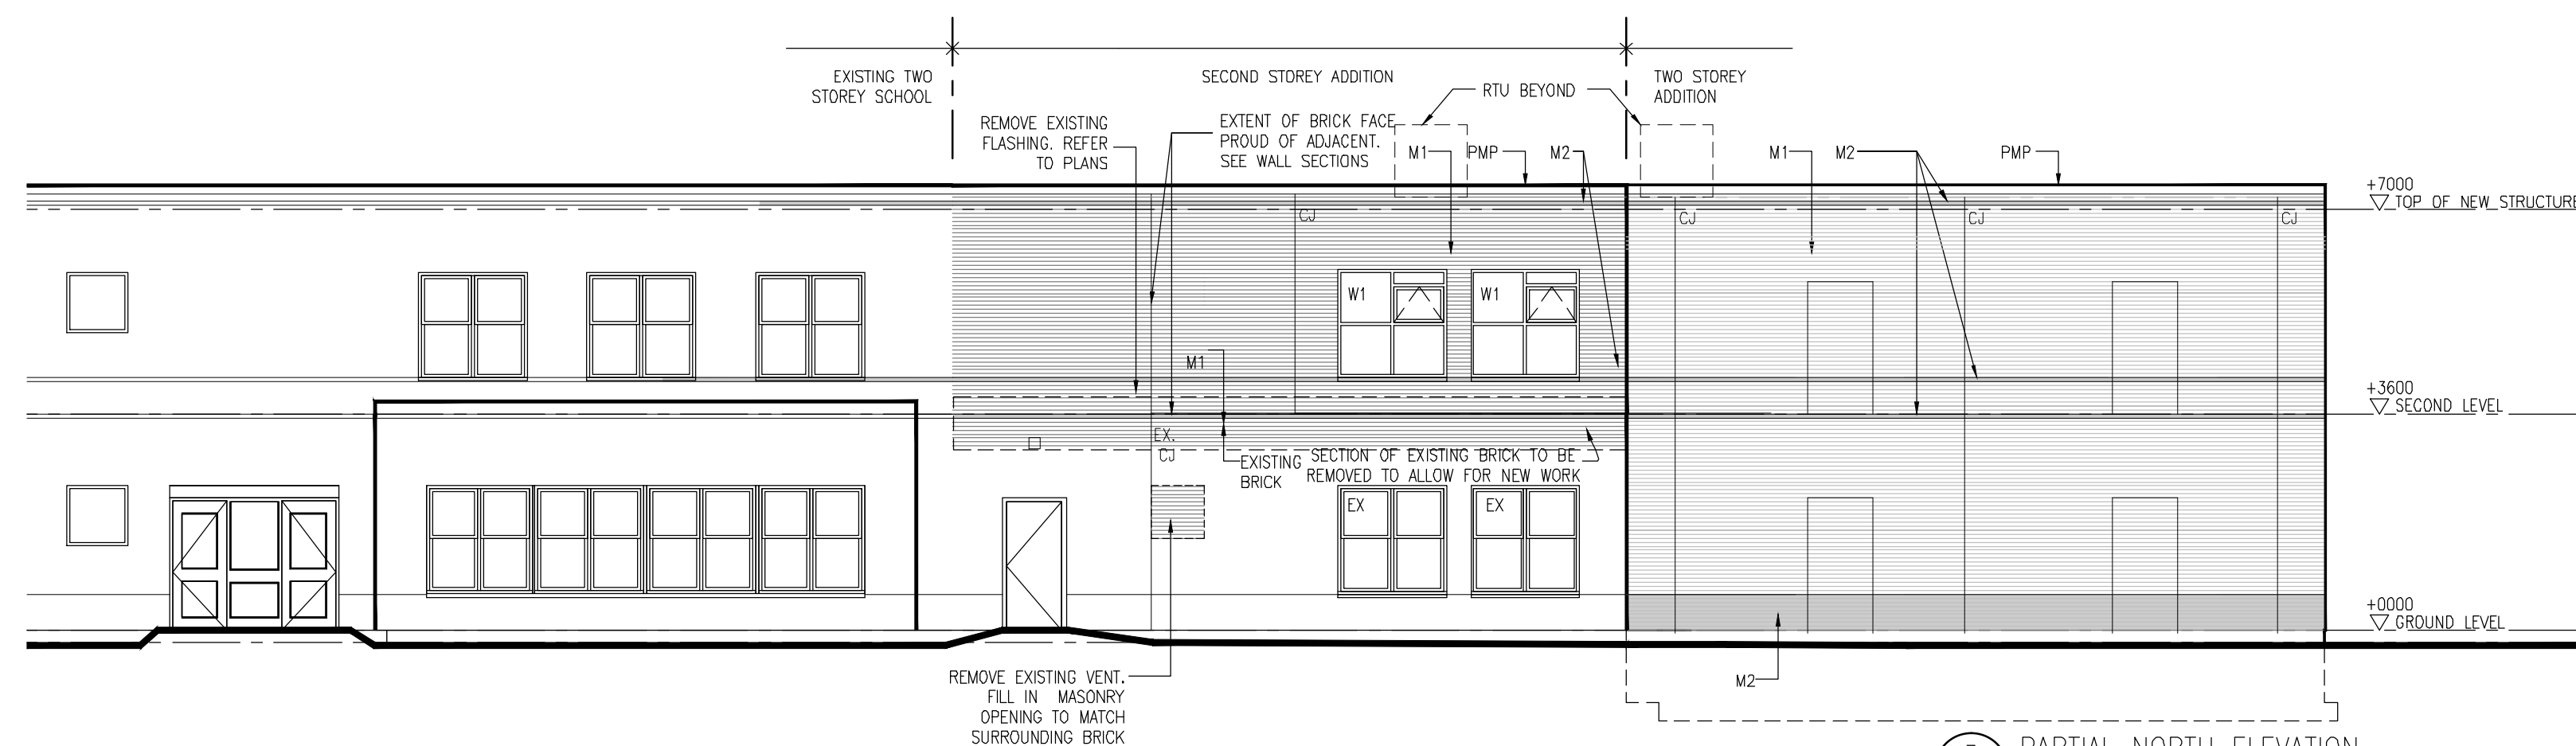 EXISTING TWO
STOREY SCHOOL
SECOND STOREY ADDITION
TWO STOREY
ADDITION
RTU BEYOND
REMOVE EXISTING
FLASHING. REFER
TO PLANS
EXTENT OF BRICK FACE
PROUD OF ADJACENT.
SEE WALL SECTIONS
M1
PMP
M2
M1
M2
PMP
+7000
TOP OF NEW STRUCTURE
CJ
CJ
CJ
CJ
W1
W1
M1
+3600
SECOND LEVEL
EX.
CJ
EXISTING
BRICK
SECTION OF EXISTING BRICK TO BE
REMOVED TO ALLOW FOR NEW WORK
EX
EX
+0000
GROUND LEVEL
REMOVE EXISTING VENT.
FILL IN MASONRY
OPENING TO MATCH
SURROUNDING BRICK
M2
PARTIAL NORTH ELEVATION